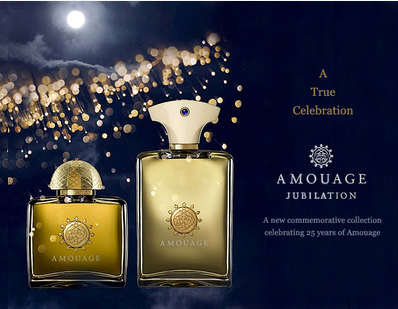 A
True
Celebration
AMOUAGE
JUBILATION
A new commemorative collection
celebrating 25 years of Amouage
AMOUAGE
AMOUAGE